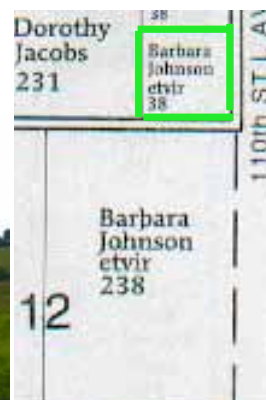 38
Dorothy
Jacobs
231
Barbara
Johnson
etvir
38
110th ST
Barbara
Johnson
etvir
238
12